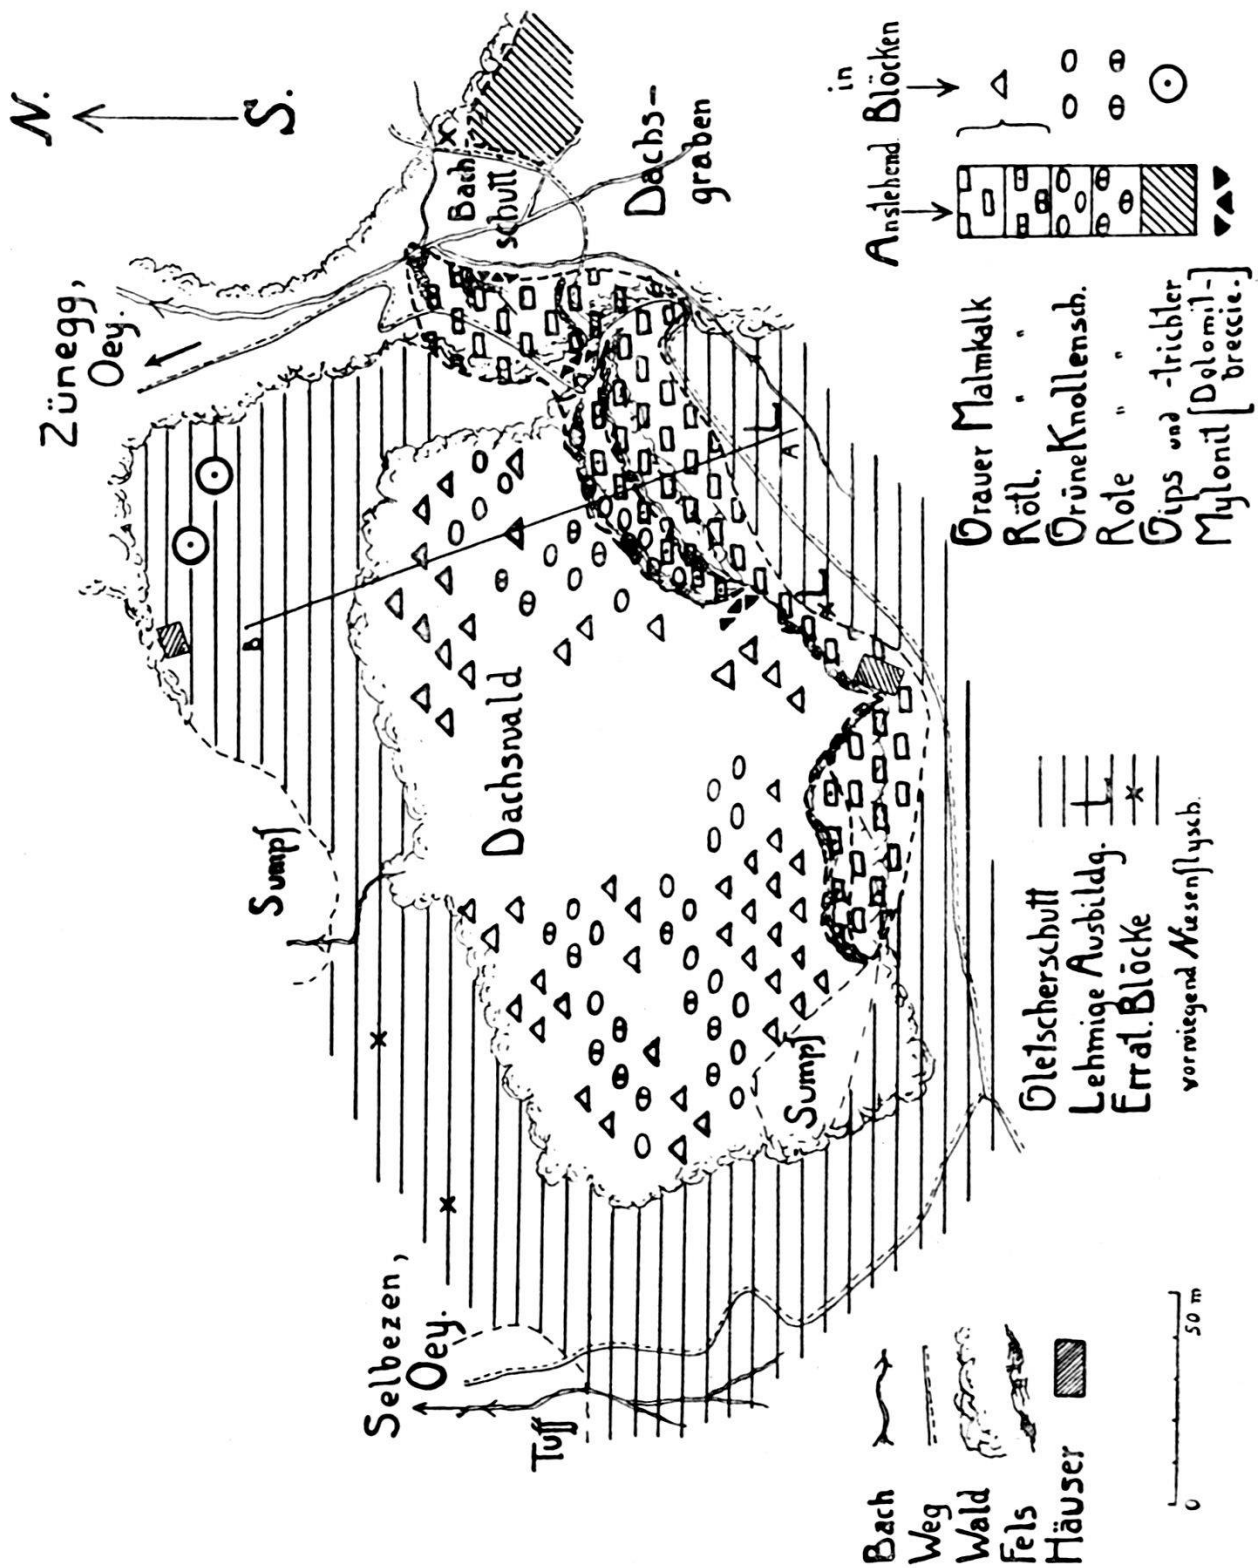 N.
S.
Zünegg,
Oey.
Bach
schutt
Dachs-
graben
Sumpf
B
Dachswald
A
L
L
Sumpf
Selbezen,
Oey.
Tuff
Bach
Weg
Wald
Fels
Häuser
0 50 m
Gletscherschutt
Lehmige Ausbildg.
L
Errat. Blöcke
vorwiegend Niesenflysch.
Anstehend
in
Blöcken
Grauer Malmkalk
Rötl. " "
Grüne Knollensch.
Rote " "
Gips und -trichter
Mylonit [Dolomit-
breccie.]